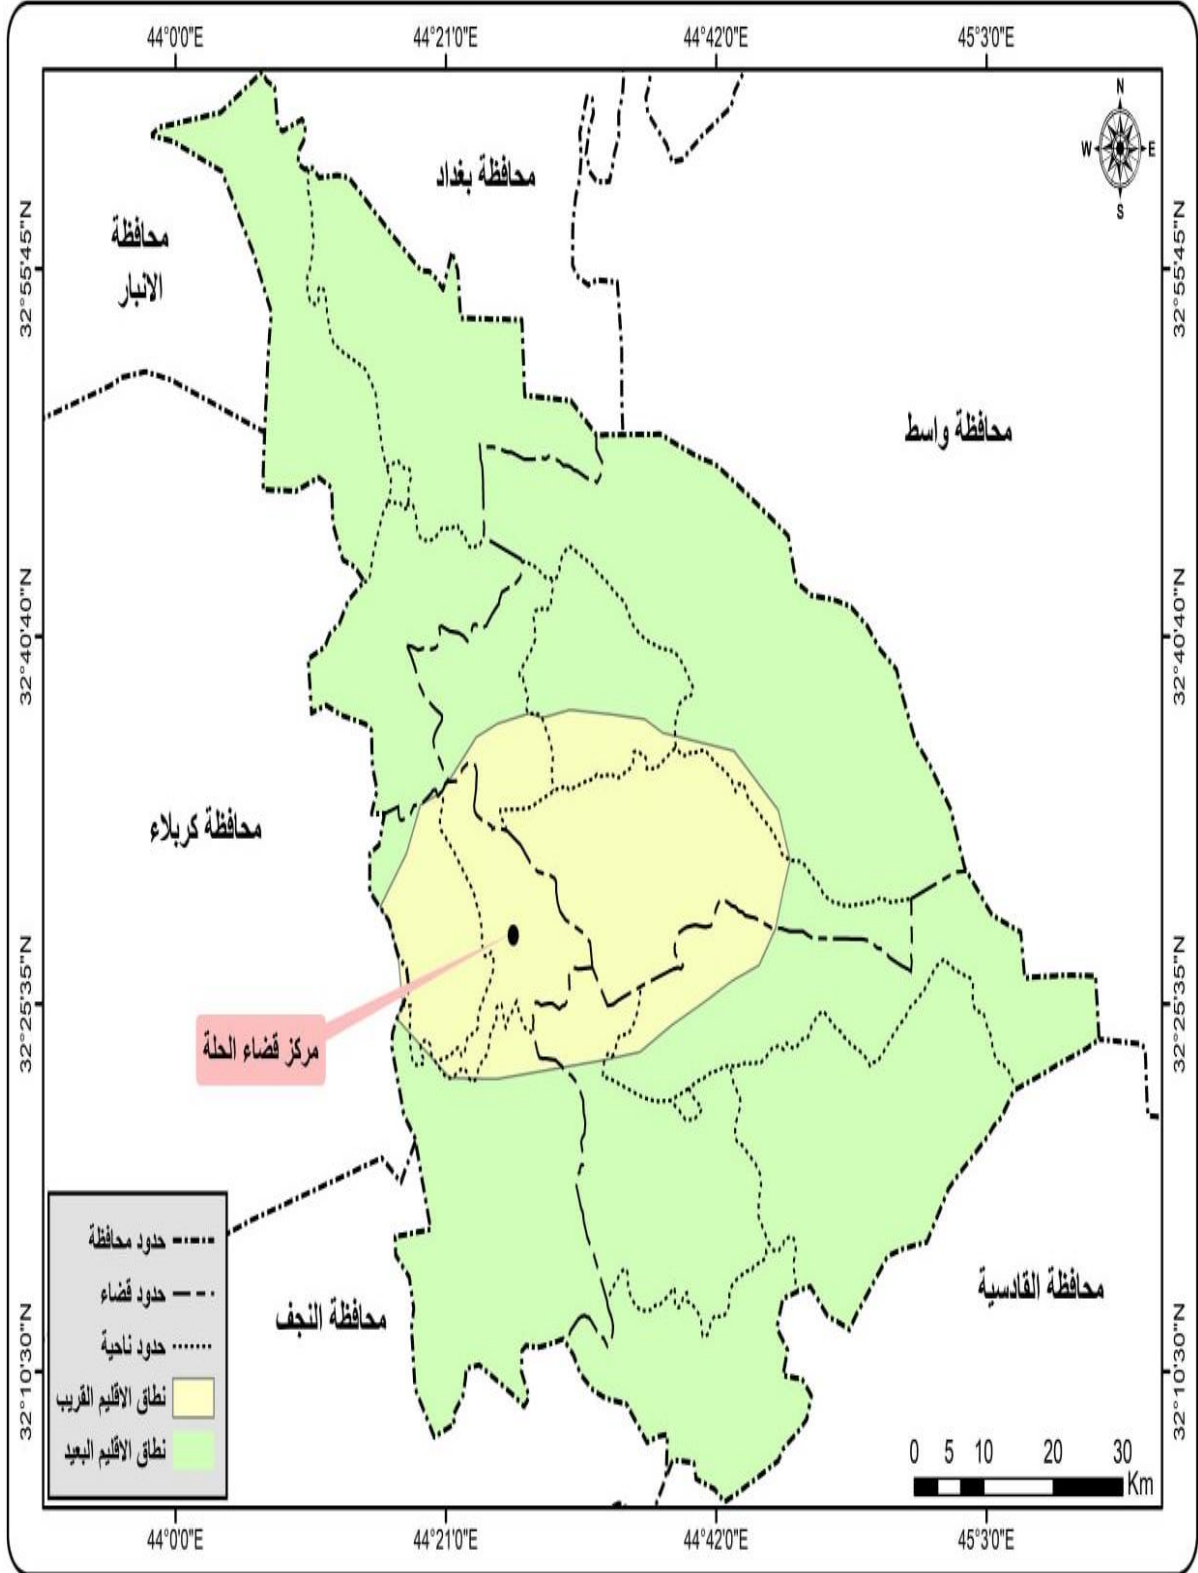 44°0'0"E 44°21'0"E 44°42'0"E 45°3'0"E
N
W E
S
محافظة بغداد
محافظة
الانبار
32°55'45"N
32°55'45"N
محافظة واسط
32°40'40"N
32°40'40"N
محافظة كربلاء
32°25'35"N
32°25'35"N
مركز قضاء الحلة
محافظة القادسية
محافظة النجف
32°10'30"N
32°10'30"N
حدود محافظة
حدود قضاء
حدود ناحية
نطاق الاقليم القريب
نطاق الاقليم البعيد
0 5 10 20 30
Km
44°0'0"E 44°21'0"E 44°42'0"E 45°3'0"E